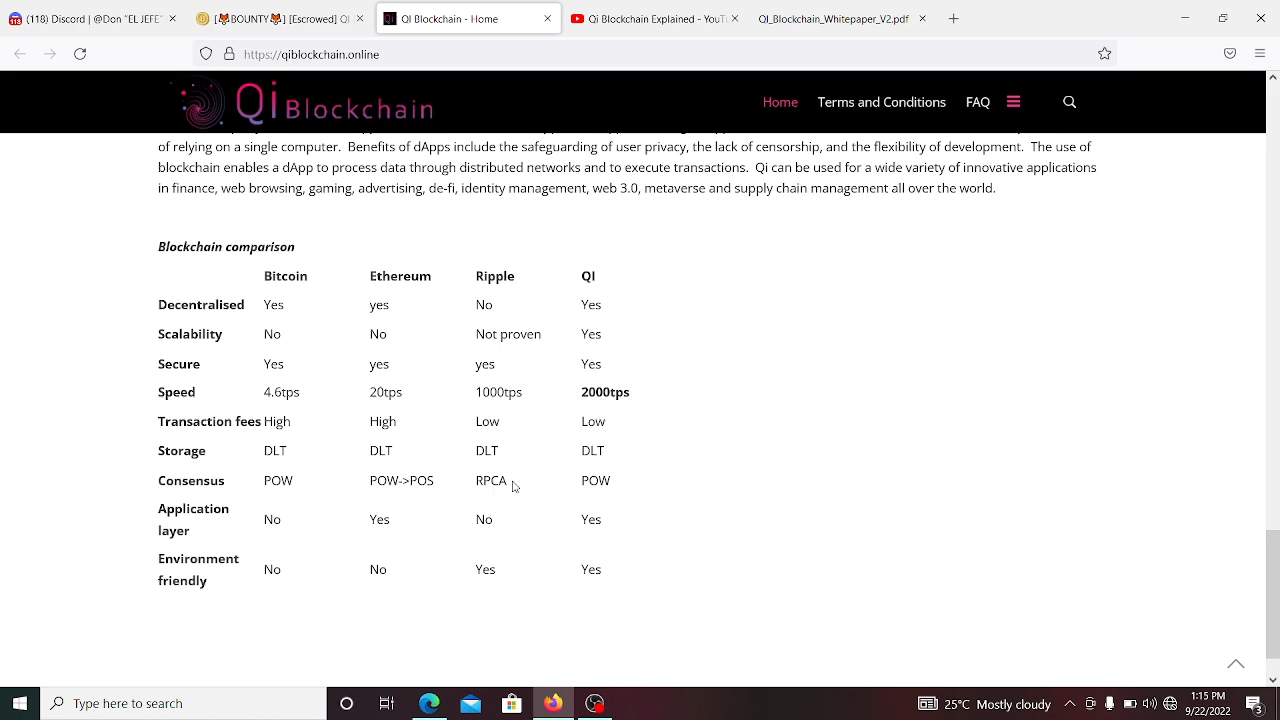 (118) Discord | @Don"tLEFE'
[🦊BOUNTY🦊] [Escrowed] QI
QI Blockchain - Home
QI Blockchain Explained - YouT
QI_Blockchain_Whitepaper_V2.pdf
https://qiblockchain.online
Qi Blockchain
Home Terms and Conditions FAQ
of relying on a single computer. Benefits of dApps include the safeguarding of user privacy, the lack of censorship, and the flexibility of development. The use of
blockchain enables a dApp to process data through distributed networks and to execute transactions. Qi can be used for a wide variety of innovative applications
in finance, web browsing, gaming, advertising, de-fi, identity management, web 3.0, metaverse and supply chain management all over the world.
Blockchain comparison
Bitcoin Ethereum Ripple QI
Decentralised Yes yes No Yes
Scalability No No Not proven Yes
Secure Yes yes yes Yes
Speed 4.6tps 20tps 1000tps 2000tps
Transaction fees High High Low Low
Storage DLT DLT DLT DLT
Consensus POW POW->POS RPCA POW
Application
layer No Yes No Yes
Environment
friendly No No Yes Yes
Type here to search
25°C Mostly cloudy
1:15 PM
9/22/2022
3